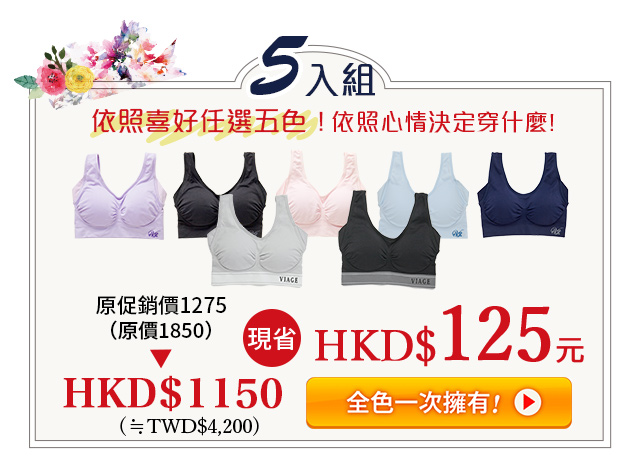 5入組
依照喜好任選五色！依照心情決定穿什麼!
VIAGE
VIAGE
原促銷價1275
（原價1850）
現省
HKD$125元
HKD$1150
（≒TWD$4,200）
全色一次擁有!